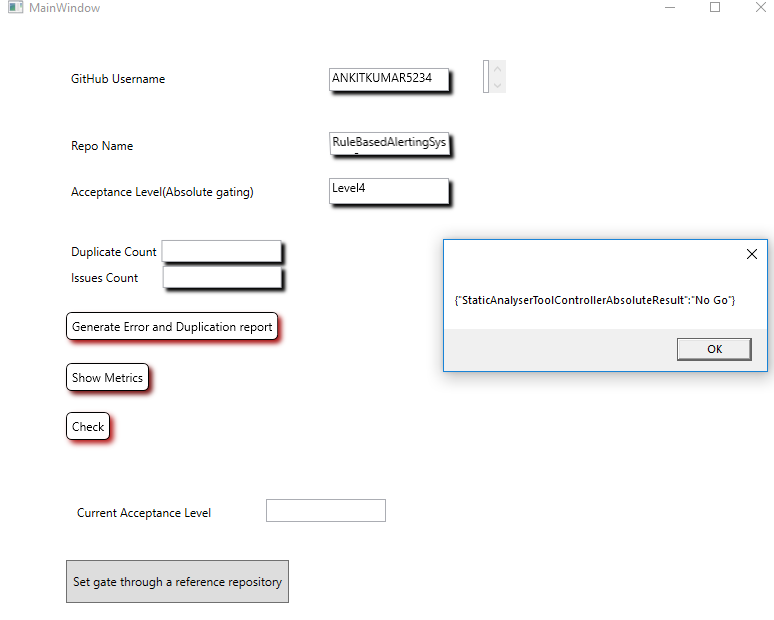 MainWindow
GitHub Username
ANKITKUMAR5234
Repo Name
RuleBasedAlertingSys
Acceptance Level(Absolute gating)
Level4
Duplicate Count
Issues Count
{"StaticAnalyserToolControllerAbsoluteResult":"No Go"}
OK
Generate Error and Duplication report
Show Metrics
Check
Current Acceptance Level
Set gate through a reference repository